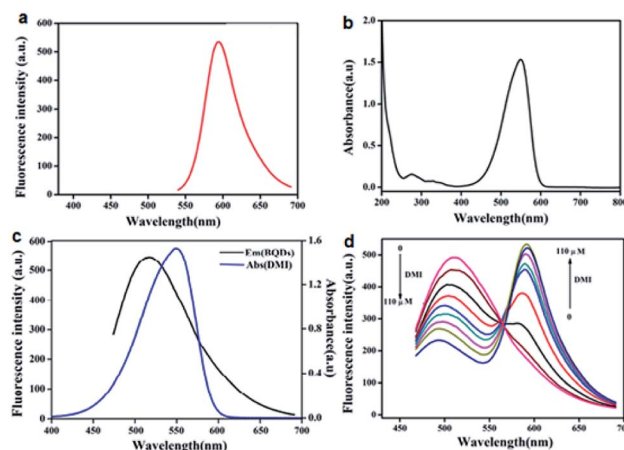 a
600
500
400
300
200
100
0
400 450 500 550 600 650 700
Wavelength(nm)
Fluorescence intensity (a.u.)
b
2.0
1.5
1.0
0.5
0.0
200 300 400 500 600 700 800
Wavelength(nm)
Absorbance(a.u)
c
600
500
400
300
200
100
0
400 450 500 550 600 650 700
Wavelength(nm)
Fluorescence intensity (a.u.)
Em(BQDs)
Abs(DMI)
1.6
1.2
0.8
0.4
0.0
Absorbance(a.u)
d
500
400
300
200
100
0
450 500 550 600 650 700
Wavelength(nm)
Fluorescence intensity(a.u.)
0
DMI
110 μM
110 μM
DMI
0